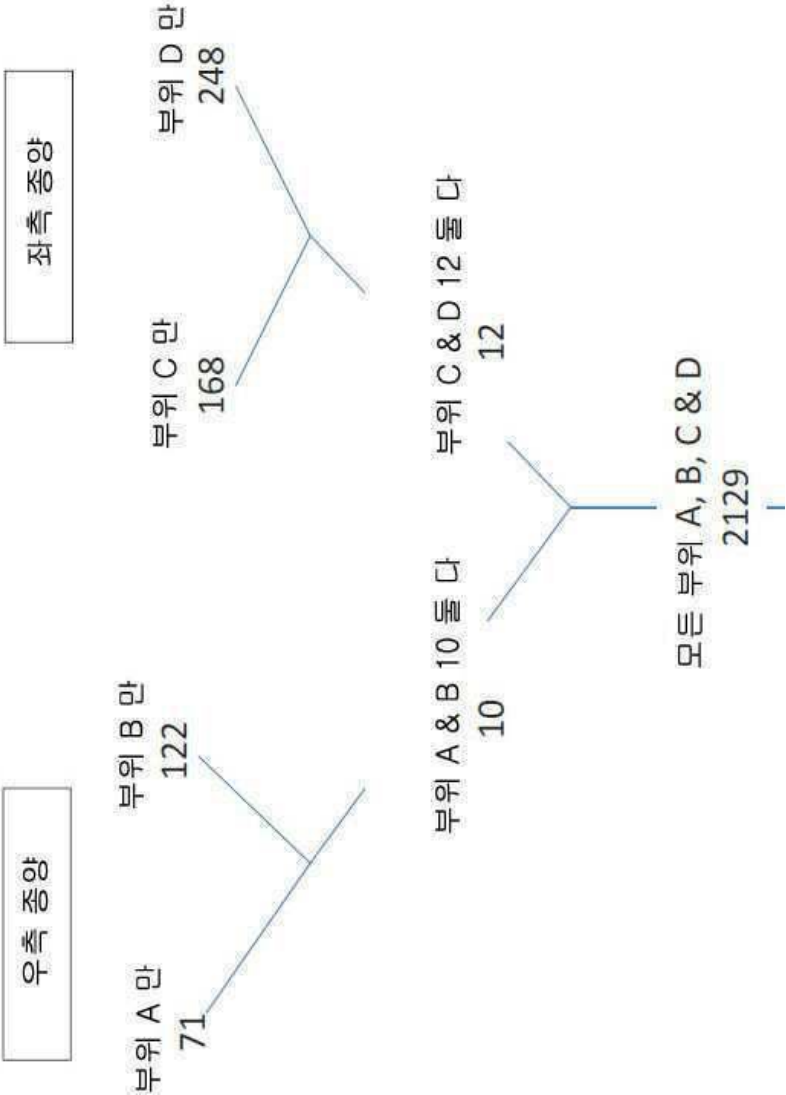 우측 종양
좌측 종양
부위 A 만
71
부위 B 만
122
부위 C 만
168
부위 D 만
248
부위 A & B 10 둘 다
10
부위 C & D 12 둘 다
12
모든 부위 A, B, C & D
2129